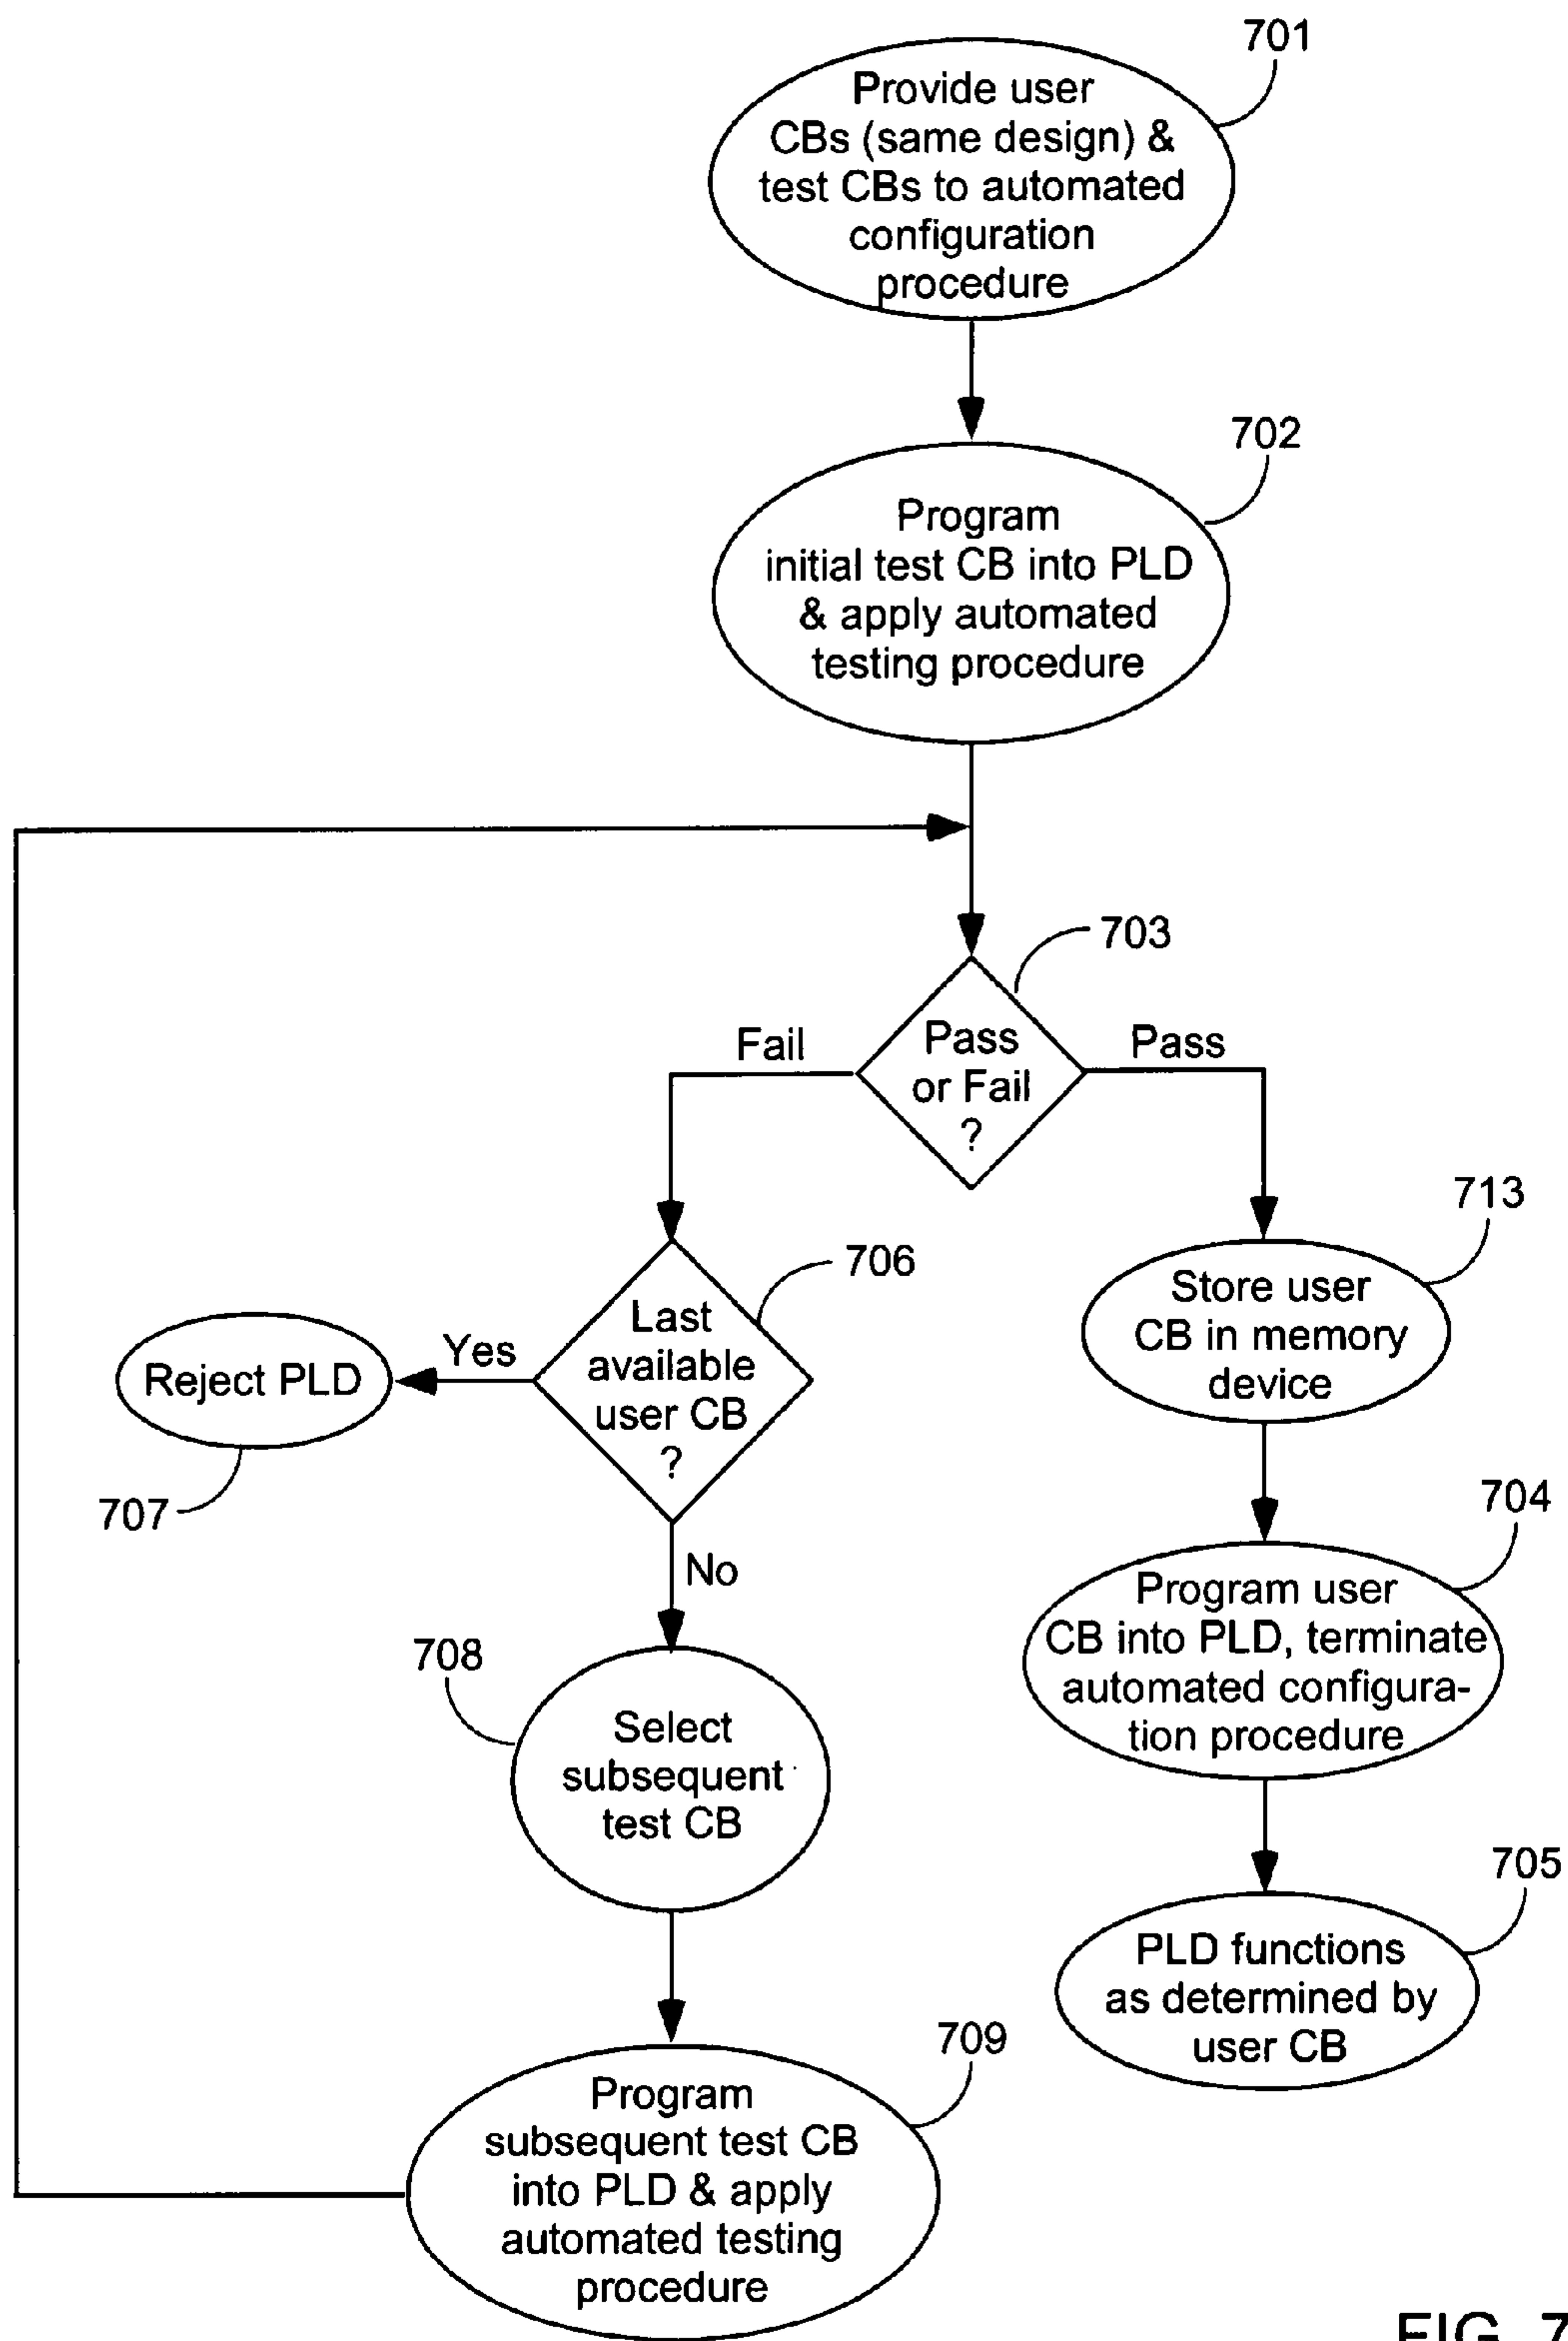 701
Provide user
CBs (same design) &
test CBs to automated
configuration
procedure
702
Program
initial test CB into PLD
& apply automated
testing procedure
703
Pass
or Fail
?
Fail
Pass
713
Store user
CB in memory
device
706
Last
available
user CB
?
Yes
Reject PLD
707
No
704
Program user
CB into PLD, terminate
automated configura-
tion procedure
708
Select
subsequent
test CB
705
PLD functions
as determined by
user CB
709
Program
subsequent test CB
into PLD & apply
automated testing
procedure
FIG. 7